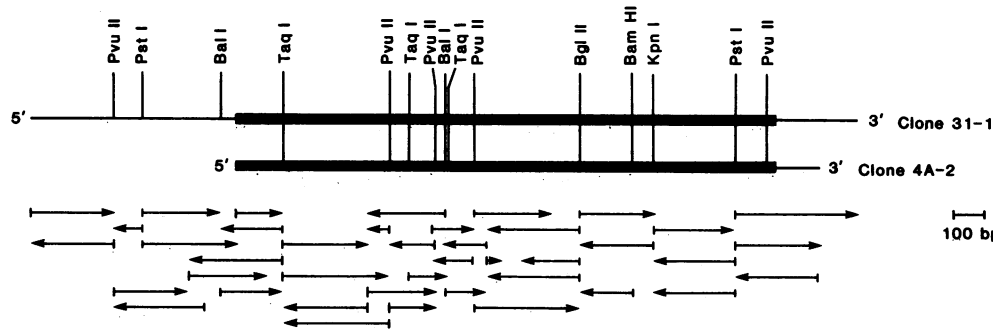 Pvu II
Pst I
Bal I
Taq I
Pvu II
Taq I
Pvu II
Bal I
Taq I
Pvu II
Bgl II
Bam HI
Kpn I
Pst I
Pvu II
5′ 3′ Clone 31-1
5′ 3′ Clone 4A-2
100 bp